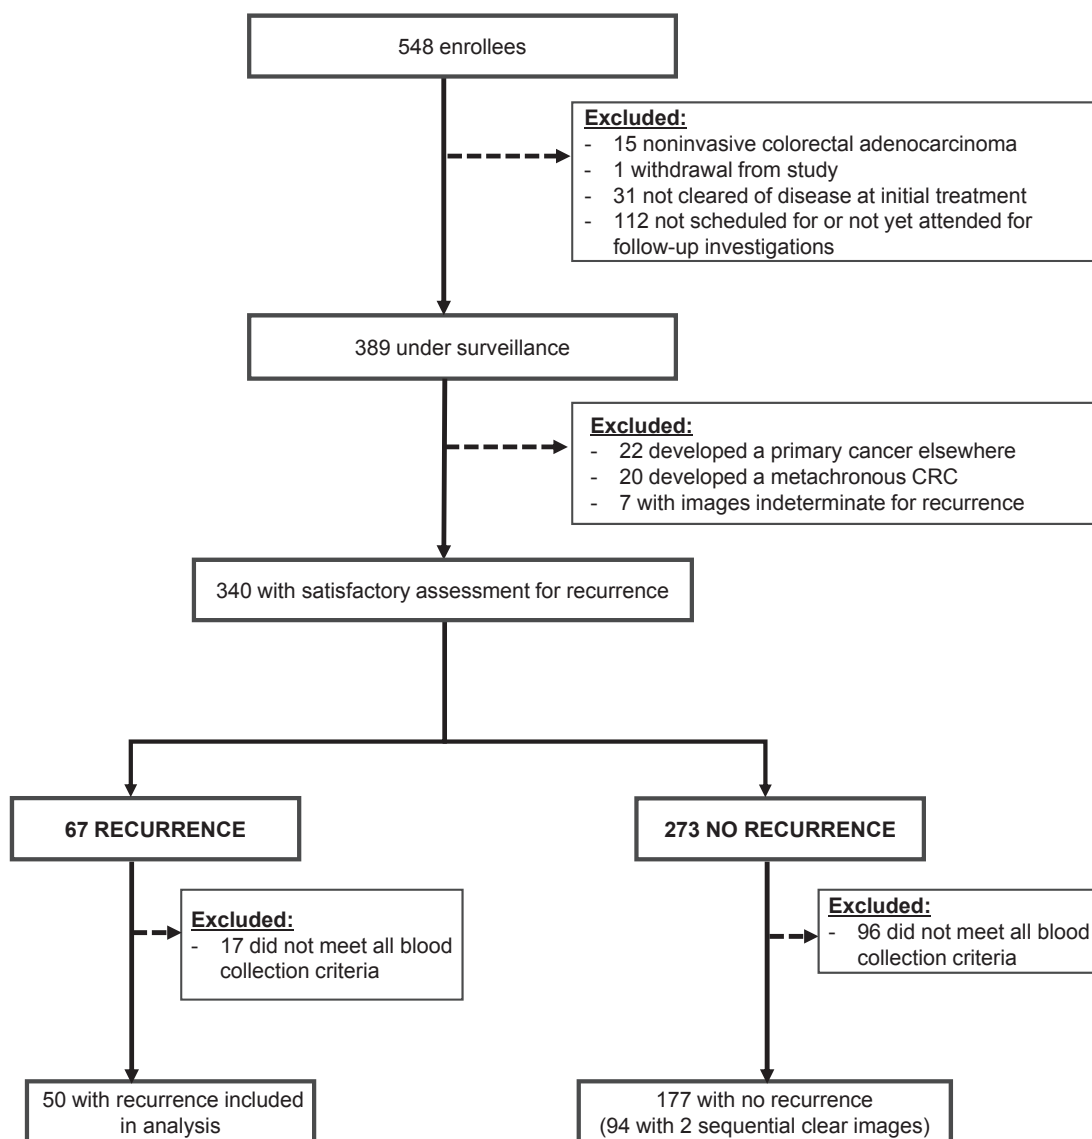 548 enrollees
Excluded:
- 15 noninvasive colorectal adenocarcinoma
- 1 withdrawal from study
- 31 not cleared of disease at initial treatment
- 112 not scheduled for or not yet attended for
follow-up investigations
389 under surveillance
Excluded:
- 22 developed a primary cancer elsewhere
- 20 developed a metachronous CRC
- 7 with images indeterminate for recurrence
340 with satisfactory assessment for recurrence
67 RECURRENCE
273 NO RECURRENCE
Excluded:
- 17 did not meet all blood
collection criteria
Excluded:
- 96 did not meet all blood
collection criteria
50 with recurrence included
in analysis
177 with no recurrence
(94 with 2 sequential clear images)